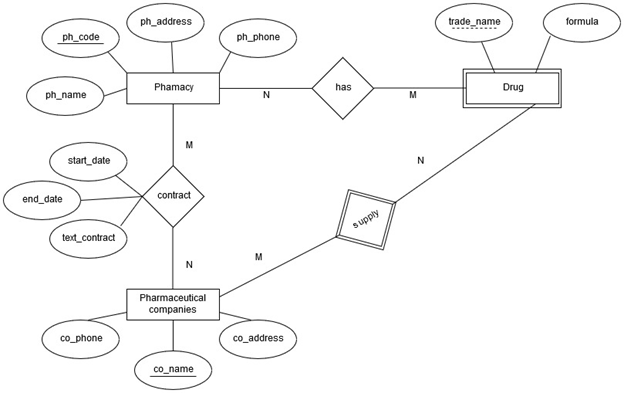 ph_address
trade_name
formula
ph_code
ph_phone
Phamacy
has
Drug
ph_name
N
M
M
start_date
N
end_date
contract
supply
text_contract
M
N
Pharmaceutical
companies
co_phone
co_address
co_name